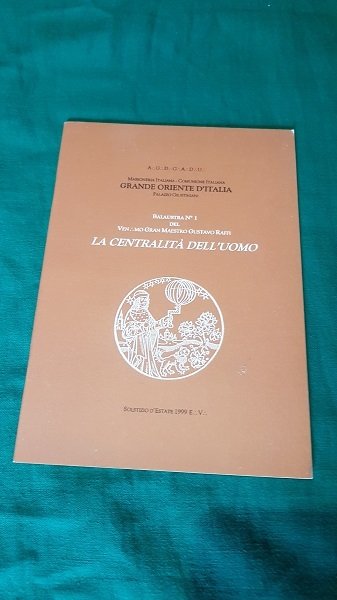 A.G.D.G.A.D.U.
MASSONERIA ITALIANA - COMUNIONE ITALIANA
GRANDE ORIENTE D'ITALIA
PALAZZO GIUSTINIANI
BALAUSTRA N° 1
DEL
VEN∴MO GRAN MAESTRO GUSTAVO RAFFI
LA CENTRALITÀ DELL'UOMO
SOLSTIZIO D'ESTATE 1999 E∴V∴